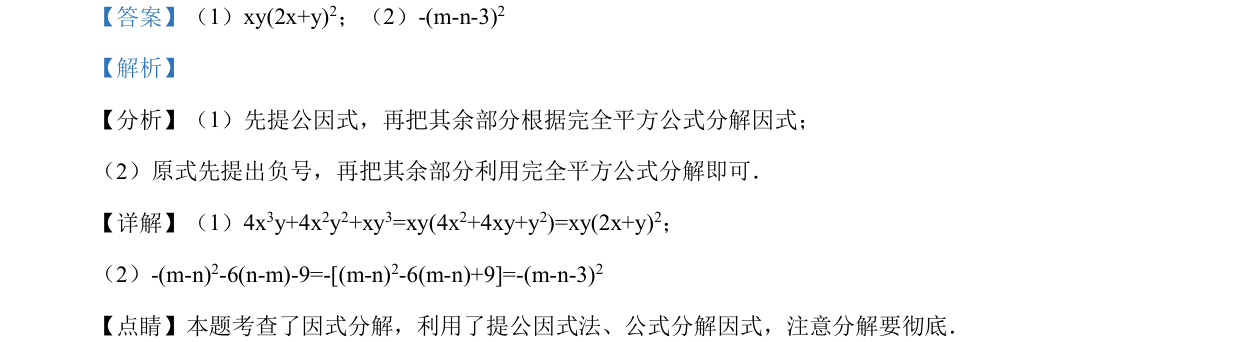 【答案】（1）xy(2x+y)²；（2）-(m-n-3)²
【解析】
【分析】（1）先提公因式，再把其余部分根据完全平方公式分解因式；
（2）原式先提出负号，再把其余部分利用完全平方公式分解即可．
【详解】（1）4x³y+4x²y²+xy³=xy(4x²+4xy+y²)=xy(2x+y)²；
（2）-(m-n)²-6(n-m)-9=-[(m-n)²-6(m-n)+9]=-(m-n-3)²
【点睛】本题考查了因式分解，利用了提公因式法、公式分解因式，注意分解要彻底．